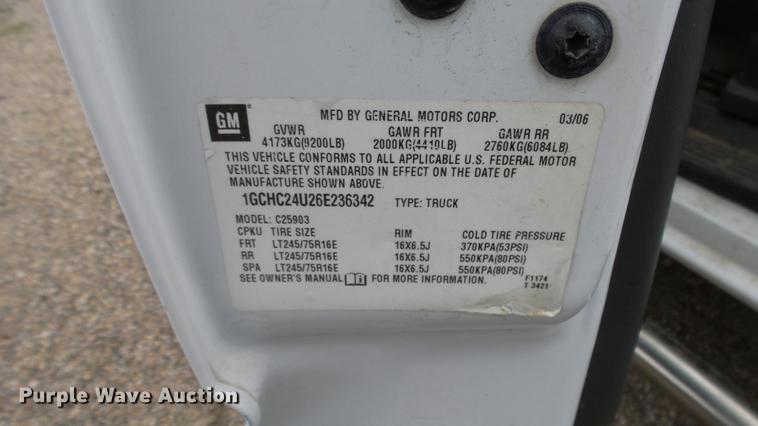 GM
MFD BY GENERAL MOTORS CORP. 03/06
GVWR GAWR FRT GAWR RR
4173KG(9200LB) 2000KG(4410LB) 2760KG(6084LB)
THIS VEHICLE CONFORMS TO ALL APPLICABLE U.S. FEDERAL MOTOR
VEHICLE SAFETY STANDARDS IN EFFECT ON THE DATE OF
MANUFACTURE SHOWN ABOVE.
1GCHC24U26E236342 TYPE: TRUCK
MODEL: C25903
CPKU TIRE SIZE RIM COLD TIRE PRESSURE
FRT LT245/75R16E 16X6.5J 370KPA(53PSI)
RR LT245/75R16E 16X6.5J 550KPA(80PSI)
SPA LT245/75R16E 16X6.5J 550KPA(80PSI)
SEE OWNER'S MANUAL FOR MORE INFORMATION.
F1174
T 3421
Purple Wave Auction